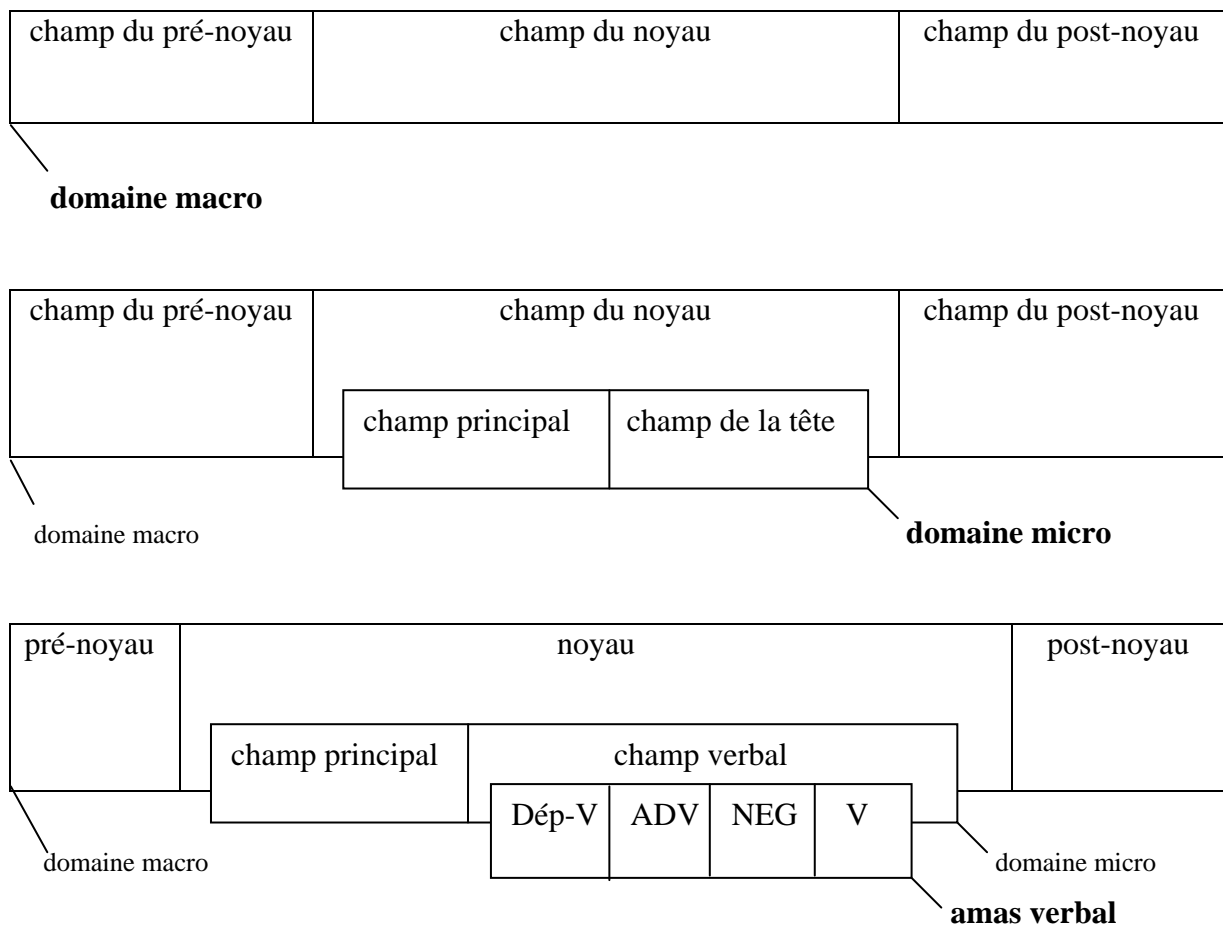 champ du pré-noyau champ du noyau champ du post-noyau
domaine macro
champ du pré-noyau champ du noyau champ du post-noyau
champ principal champ de la tête
domaine macro domaine micro
pré-noyau noyau post-noyau
champ principal champ verbal
Dép-V ADV NEG V
domaine macro domaine micro
amas verbal